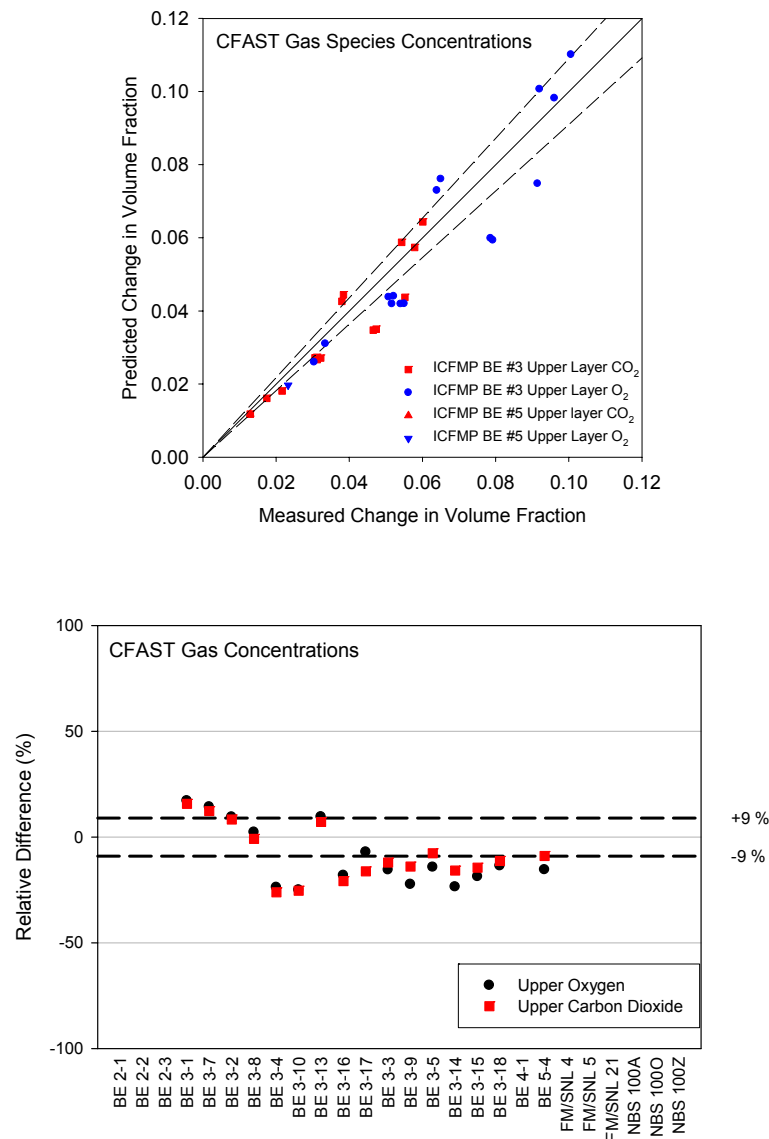 CFAST Gas Species Concentrations
Predicted Change in Volume Fraction
0.12
0.10
0.08
0.06
0.04
0.02
0.00
0.00 0.02 0.04 0.06 0.08 0.10 0.12
Measured Change in Volume Fraction
ICFMP BE #3 Upper Layer CO₂
ICFMP BE #3 Upper Layer O₂
ICFMP BE #5 Upper layer CO₂
ICFMP BE #5 Upper Layer O₂
CFAST Gas Concentrations
Relative Difference (%)
100
50
0
-50
-100
+9 %
-9 %
Upper Oxygen
Upper Carbon Dioxide
BE 2-1
BE 2-2
BE 2-3
BE 3-1
BE 3-7
BE 3-2
BE 3-8
BE 3-4
BE 3-10
BE 3-13
BE 3-16
BE 3-17
BE 3-3
BE 3-9
BE 3-5
BE 3-14
BE 3-15
BE 3-18
BE 4-1
BE 5-4
FM/SNL 4
FM/SNL 5
FM/SNL 21
NBS 100A
NBS 100O
NBS 100Z